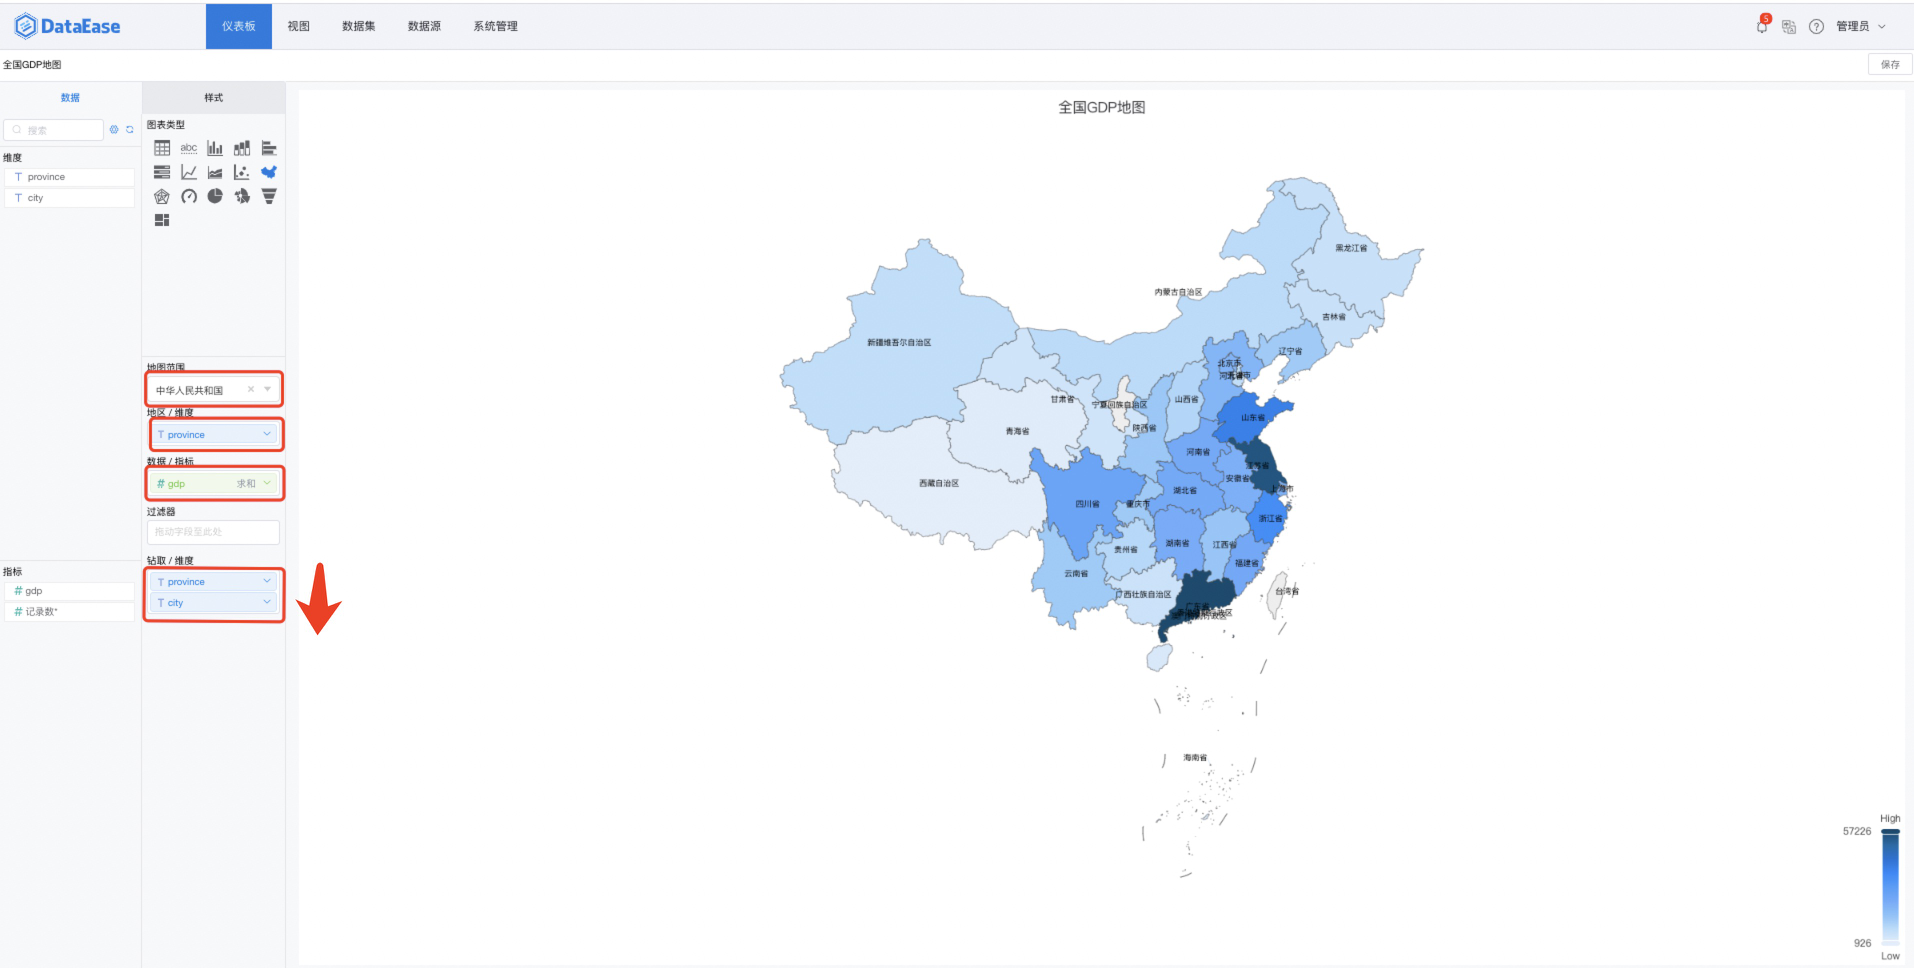 DataEase
仪表板
视图
数据集
数据源
系统管理
5
管理员
全国GDP地图
保存
数据
样式
搜索
图表类型
abc
维度
T province
T city
地图范围
中华人民共和国
地区 / 维度
T province
数据 / 指标
# gdp 求和
过滤器
拖动字段至此处
钻取 / 维度
T province
T city
指标
# gdp
# 记录数*
全国GDP地图
黑龙江省
内蒙古自治区
吉林省
新疆维吾尔自治区
辽宁省
北京市
甘肃省
宁夏回族自治区
山西省
山东省
陕西省
青海省
河南省
江苏省
西藏自治区
安徽省
上海市
湖北省
四川省
重庆市
浙江省
湖南省
江西省
贵州省
福建省
云南省
广西壮族自治区
台湾省
广东省
海南省
High
57226
926
Low